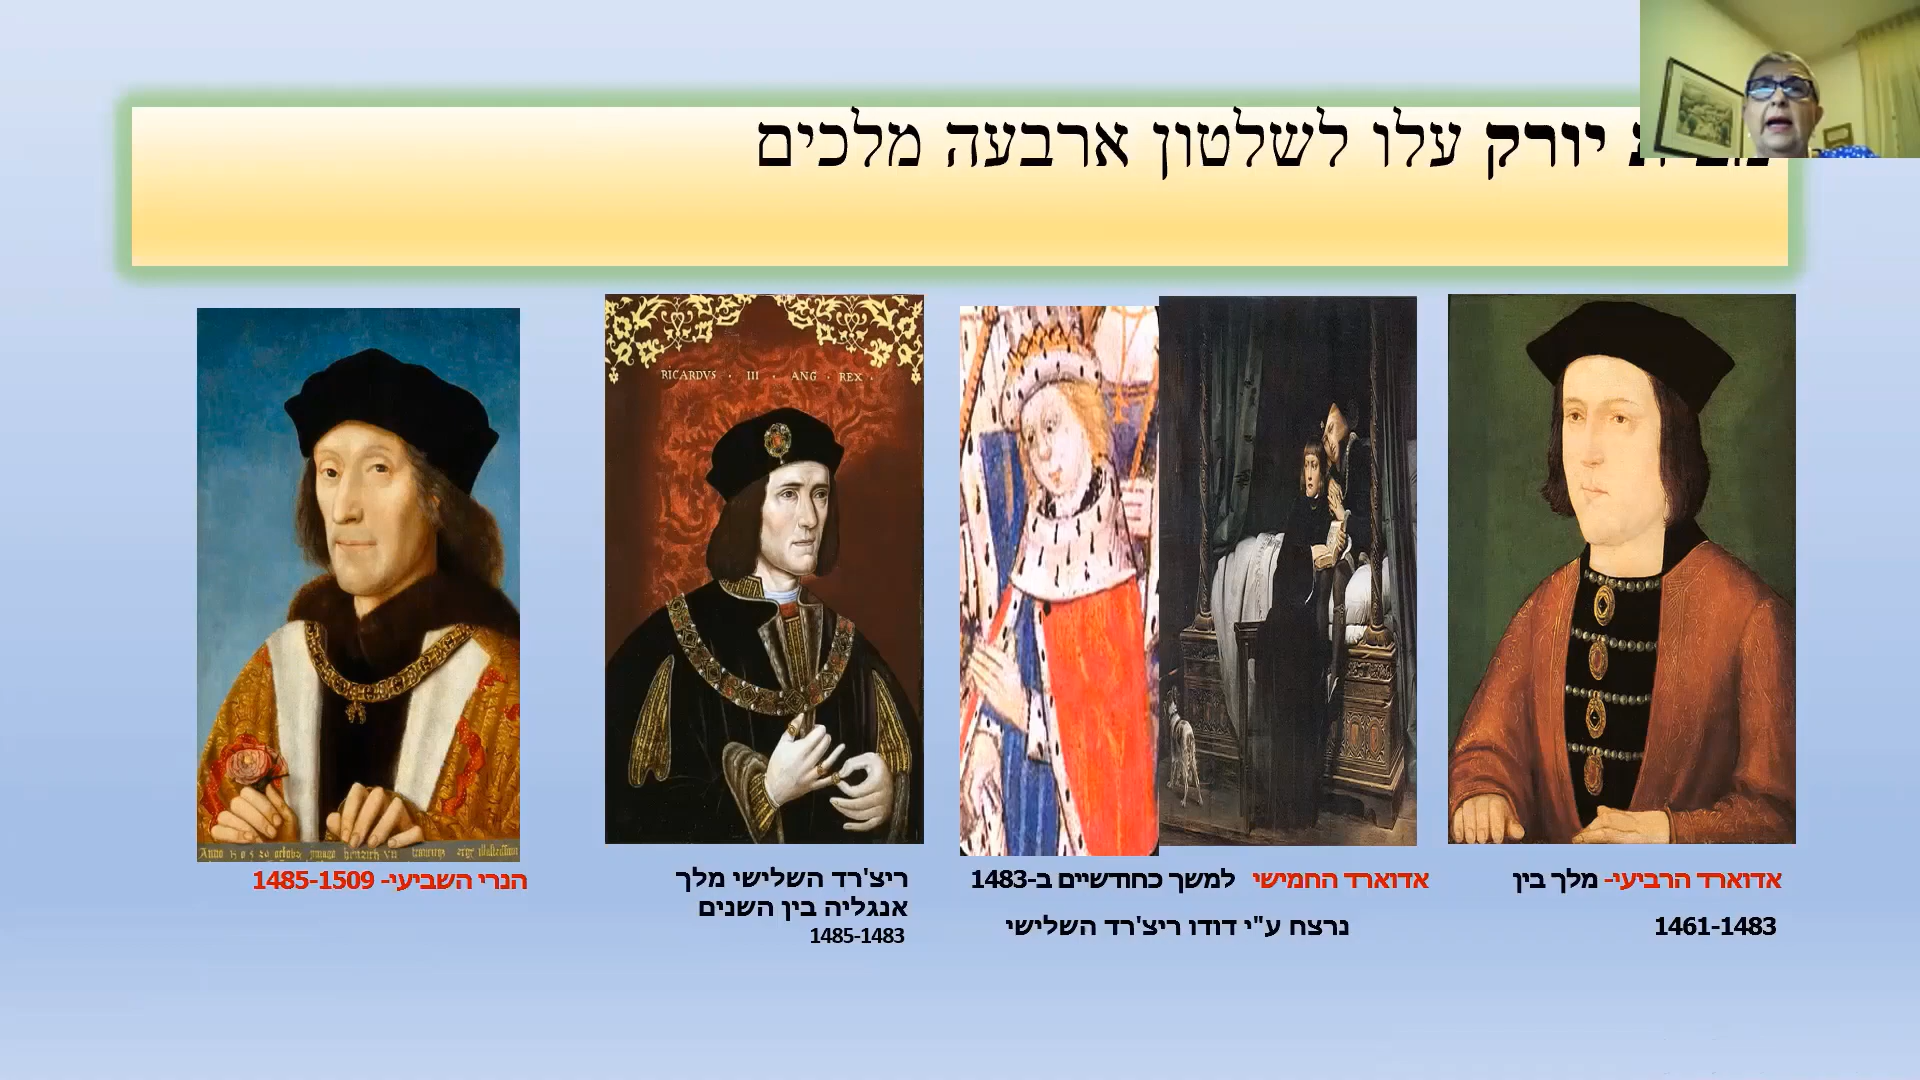 יורק עלו לשלטון ארבעה מלכים
RICARDVS · III · ANG · REX ·
אדוארד הרביעי- מלך בין
1461-1483
אדוארד החמישי למשך כחודשיים ב-1483
נרצח ע"י דודו ריצ'רד השלישי
ריצ'רד השלישי מלך
אנגליה בין השנים
1485-1483
הנרי השביעי- 1485-1509